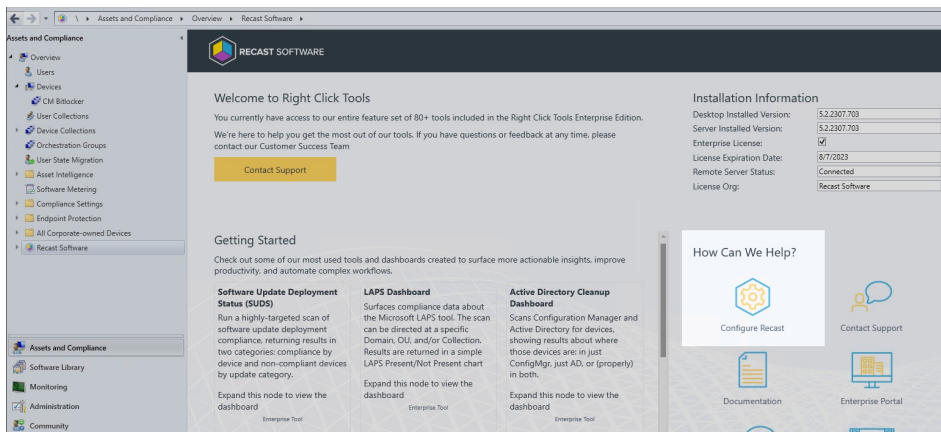 \ ▸ Assets and Compliance ▸ Overview ▸ Recast Software ▸
Assets and Compliance
Overview
Users
Devices
CM Bitlocker
User Collections
Device Collections
Orchestration Groups
User State Migration
Asset Intelligence
Software Metering
Compliance Settings
Endpoint Protection
All Corporate-owned Devices
Recast Software
Assets and Compliance
Software Library
Monitoring
Administration
Community
RECAST SOFTWARE
Welcome to Right Click Tools
You currently have access to our entire feature set of 80+ tools included in the Right Click Tools Enterprise Edition.
We're here to help you get the most out of our tools. If you have questions or feedback at any time, please
contact our Customer Success Team
Contact Support
Installation Information
Desktop Installed Version: 5.2.2307.703
Server Installed Version: 5.2.2307.703
Enterprise License:
License Expiration Date: 8/7/2023
Remote Server Status: Connected
License Org: Recast Software
Getting Started
Check out some of our most used tools and dashboards created to surface more actionable insights, improve
productivity, and automate complex workflows.
Software Update Deployment
Status (SUDS)
Run a highly-targeted scan of
software update deployment
compliance, returning results in
two categories: compliance by
device and non-compliant devices
by update category.
Expand this node to view the
dashboard
Enterprise Tool
LAPS Dashboard
Surfaces compliance data about
the Microsoft LAPS tool. The scan
can be directed at a specific
Domain, OU, and/or Collection.
Results are returned in a simple
LAPS Present/Not Present chart
Expand this node to view the
dashboard
Enterprise Tool
Active Directory Cleanup
Dashboard
Scans Configuration Manager and
Active Directory for devices,
showing results about where
those devices are: in just
ConfigMgr, just AD, or (properly)
in both.
Expand this node to view the
dashboard
Enterprise Tool
How Can We Help?
Configure Recast
Contact Support
Documentation
Enterprise Portal